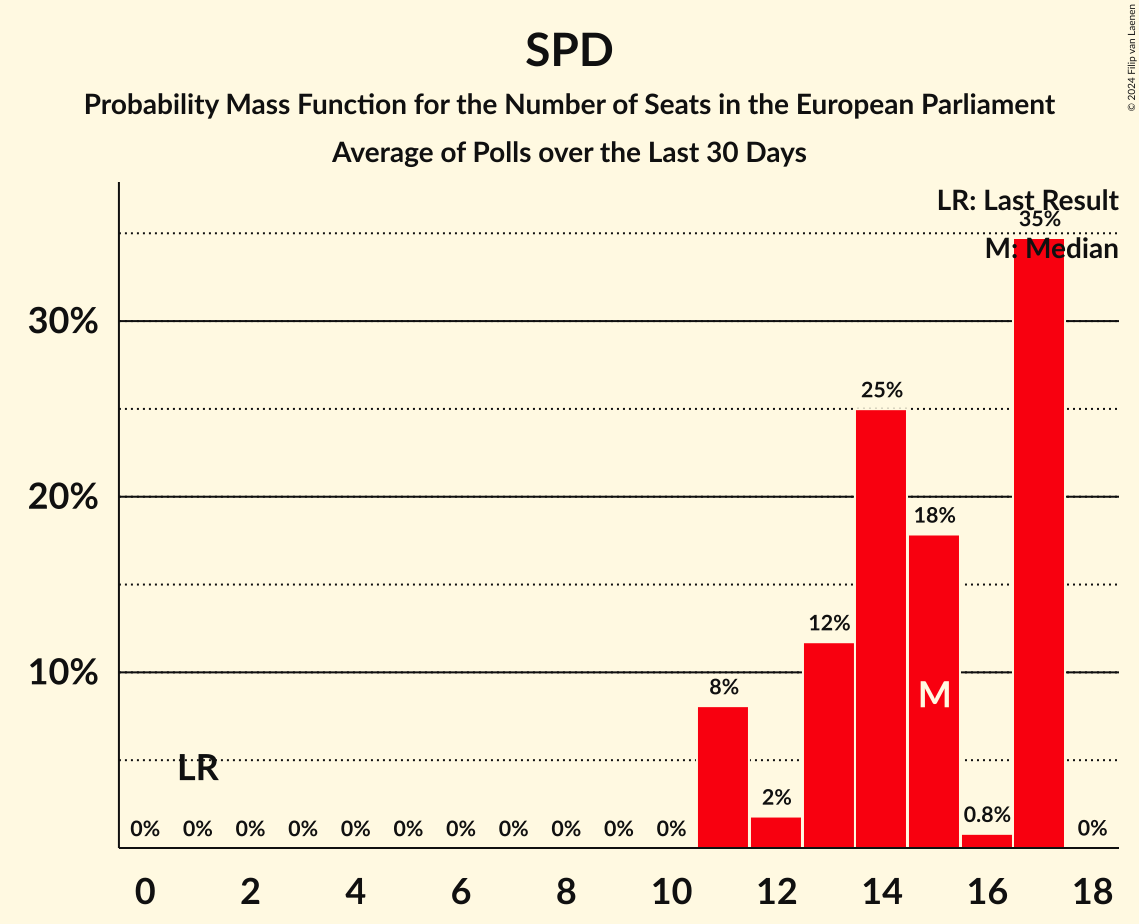 SPD
Probability Mass Function for the Number of Seats in the European Parliament
Average of Polls over the Last 30 Days
© 2024 Filip van Laenen
LR: Last Result
M: Median
35%
30%
25%
20%
18%
12%
10%
8%
M
LR
2%
0.8%
0% 0% 0% 0% 0% 0% 0% 0% 0% 0% 0% 0%
0 2 4 6 8 10 12 14 16 18